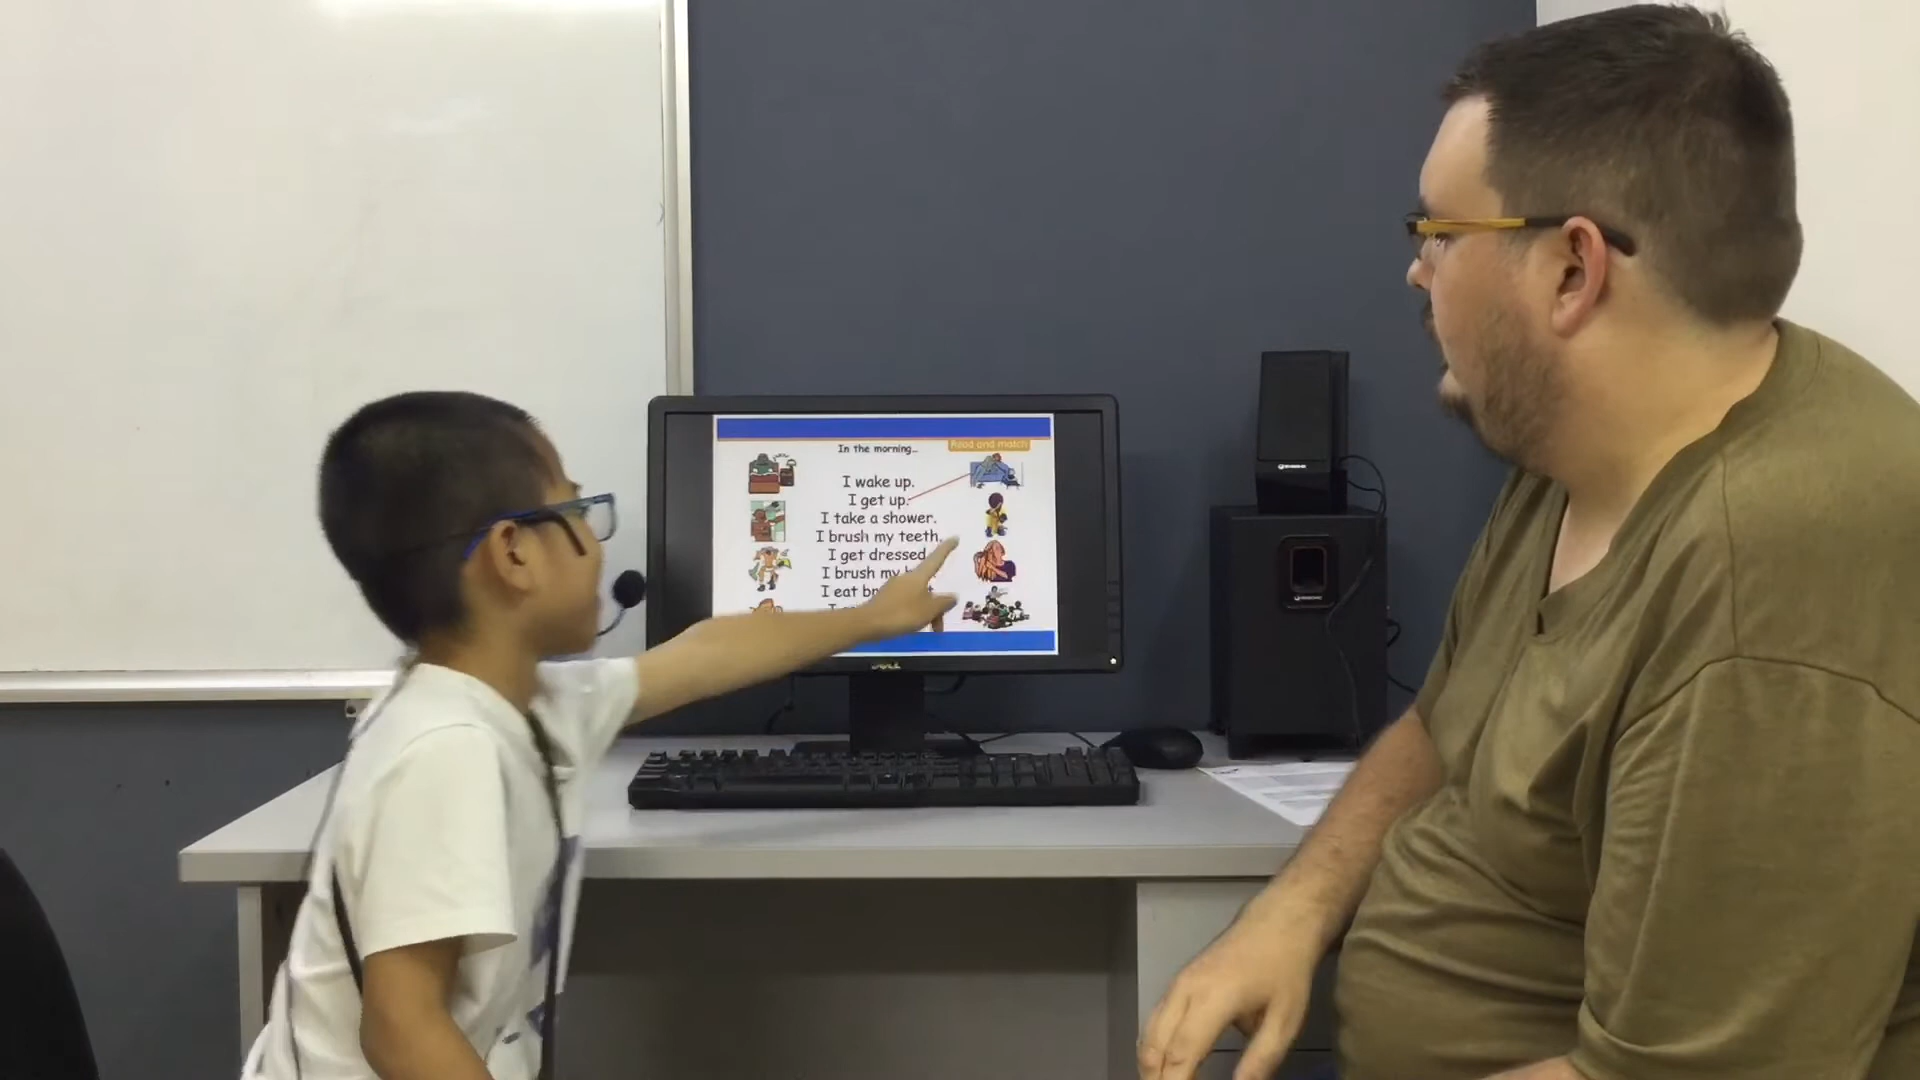 In the morning...
Read and match
I wake up.
I get up.
I take a shower.
I brush my teeth.
I get dressed
I brush my
I eat
I
DELL